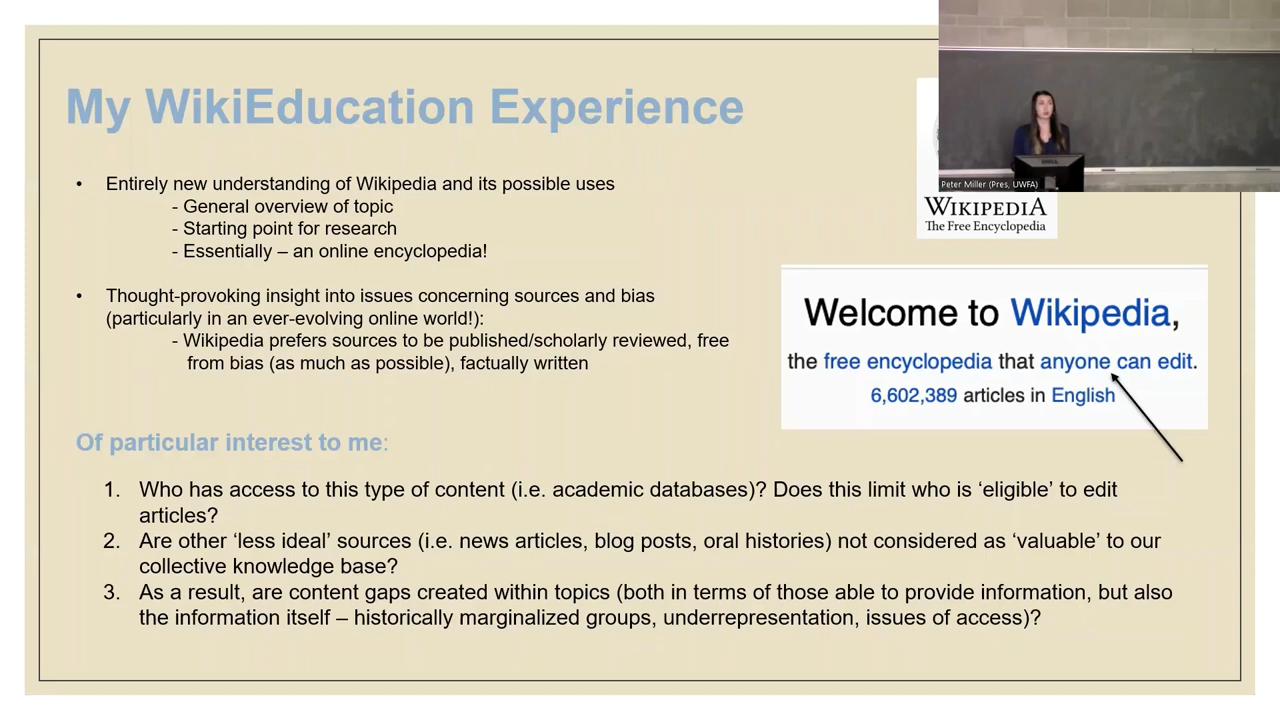 My WikiEducation Experience
• Entirely new understanding of Wikipedia and its possible uses
- General overview of topic
- Starting point for research
- Essentially – an online encyclopedia!
• Thought-provoking insight into issues concerning sources and bias
(particularly in an ever-evolving online world!):
- Wikipedia prefers sources to be published/scholarly reviewed, free
from bias (as much as possible), factually written
Peter Miller (Pres, UWFA)
DELL
WIKIPEDIA
The Free Encyclopedia
Welcome to Wikipedia,
the free encyclopedia that anyone can edit.
6,602,389 articles in English
Of particular interest to me:
1. Who has access to this type of content (i.e. academic databases)? Does this limit who is ‘eligible’ to edit
articles?
2. Are other ‘less ideal’ sources (i.e. news articles, blog posts, oral histories) not considered as ‘valuable’ to our
collective knowledge base?
3. As a result, are content gaps created within topics (both in terms of those able to provide information, but also
the information itself – historically marginalized groups, underrepresentation, issues of access)?